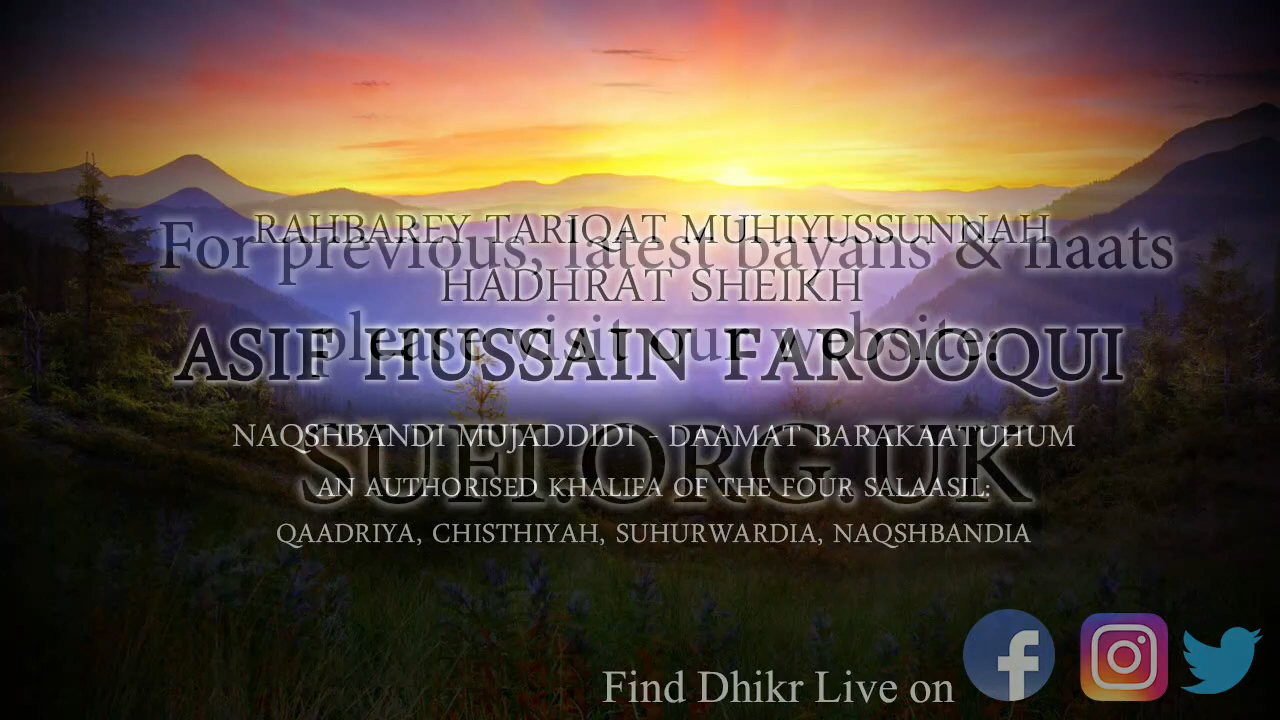 RAHBAREY TARIQAT MUHIYUSSUNNAH
For previous, latest bayans & naats
HADHRAT SHEIKH
please visit our website:
ASIF HUSSAIN FAROOQUI
NAQSHBANDI MUJADDIDI - DAAMAT BARAKAATUHUM
SUFI.ORG.UK
AN AUTHORISED KHALIFA OF THE FOUR SALAASIL:
QAADRIYA, CHISTHIYAH, SUHURWARDIA, NAQSHBANDIA
Find Dhikr Live on